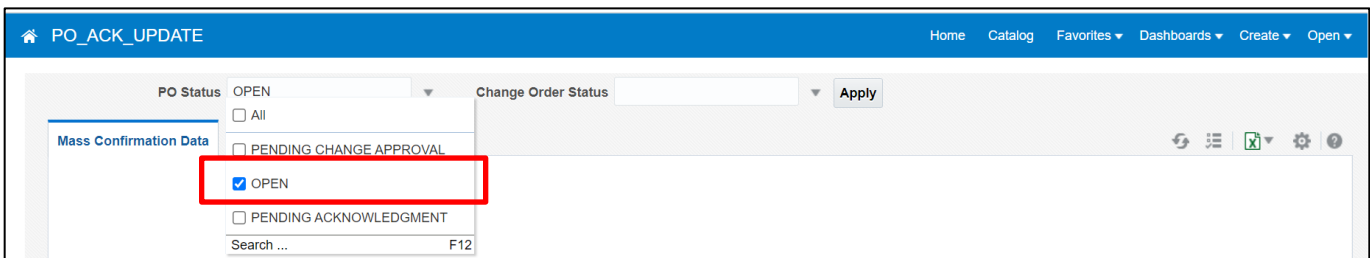 PO_ACK_UPDATE Home Catalog Favorites Dashboards Create Open
PO Status OPEN Change Order Status Apply
All
Mass Confirmation Data
PENDING CHANGE APPROVAL
OPEN
PENDING ACKNOWLEDGMENT
Search ... F12